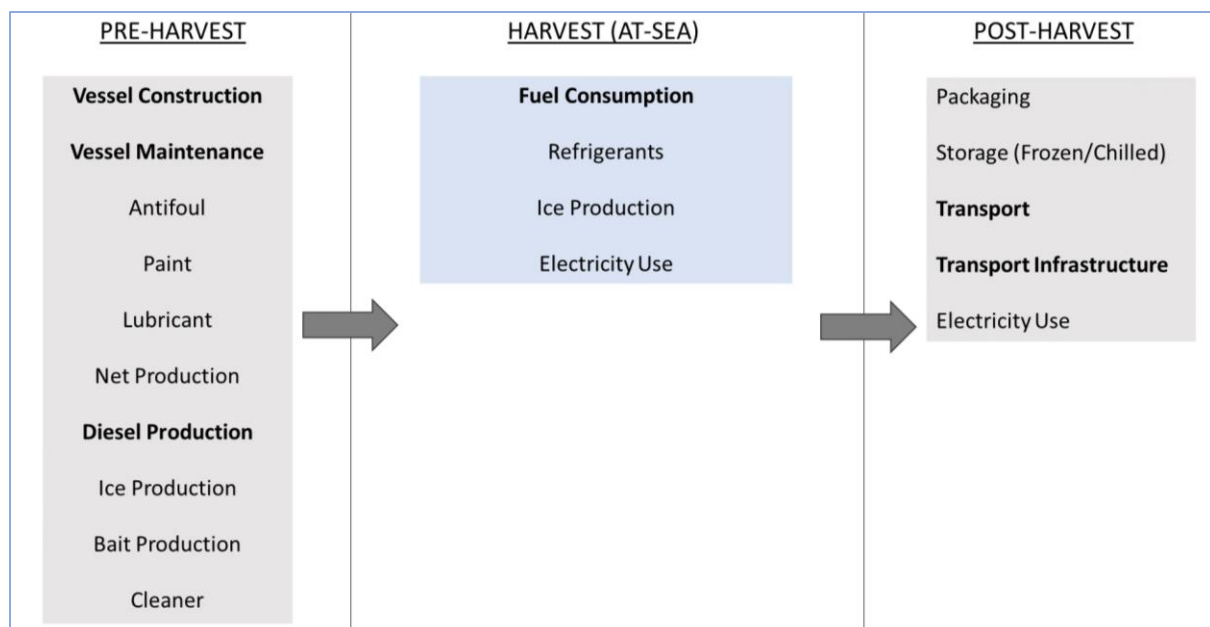 PRE-HARVEST
Vessel Construction
Vessel Maintenance
Antifoul
Paint
Lubricant
Net Production
Diesel Production
Ice Production
Bait Production
Cleaner
HARVEST (AT-SEA)
Fuel Consumption
Refrigerants
Ice Production
Electricity Use
POST-HARVEST
Packaging
Storage (Frozen/Chilled)
Transport
Transport Infrastructure
Electricity Use